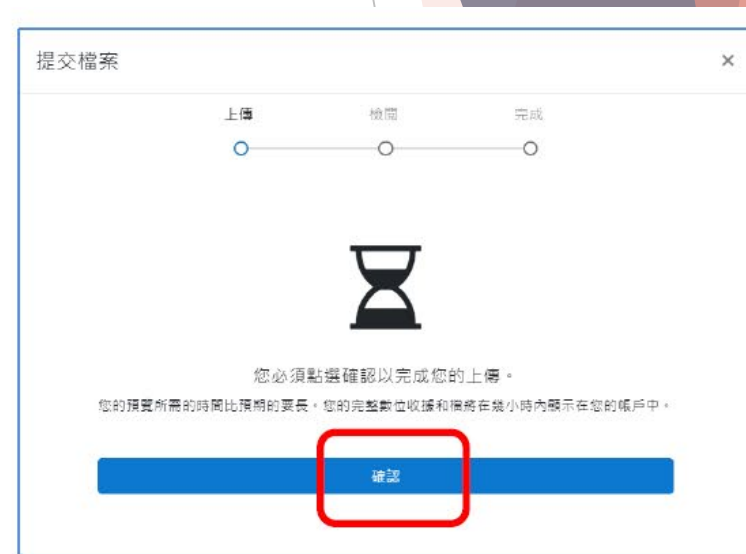 提交檔案
×
上傳 檢閱 完成
您必須點選確認以完成您的上傳。
您的預覽所需的時間比預期的要長。您的完整數位收據和檔將在幾小時內顯示在您的帳戶中。
確認